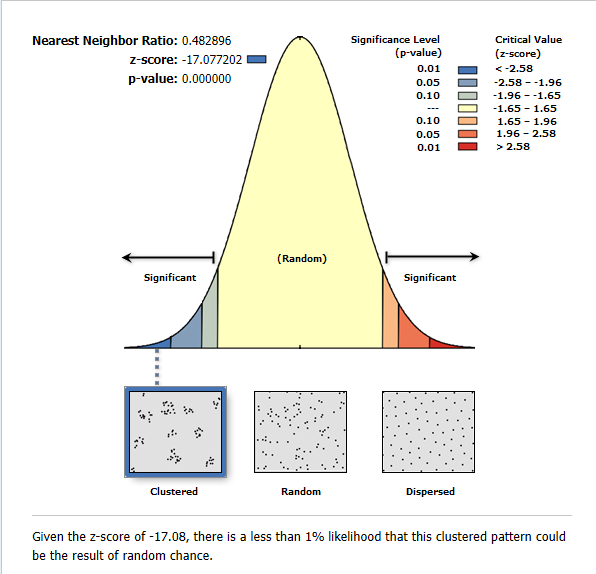 Nearest Neighbor Ratio: 0.482896
z-score: -17.077202
p-value: 0.000000
Significance Level
(p-value)
Critical Value
(z-score)
0.01 < -2.58
0.05 -2.58 – -1.96
0.10 -1.96 – -1.65
--- -1.65 – 1.65
0.10 1.65 – 1.96
0.05 1.96 – 2.58
0.01 > 2.58
Significant
(Random)
Significant
Clustered
Random
Dispersed
Given the z-score of -17.08, there is a less than 1% likelihood that this clustered pattern could
be the result of random chance.